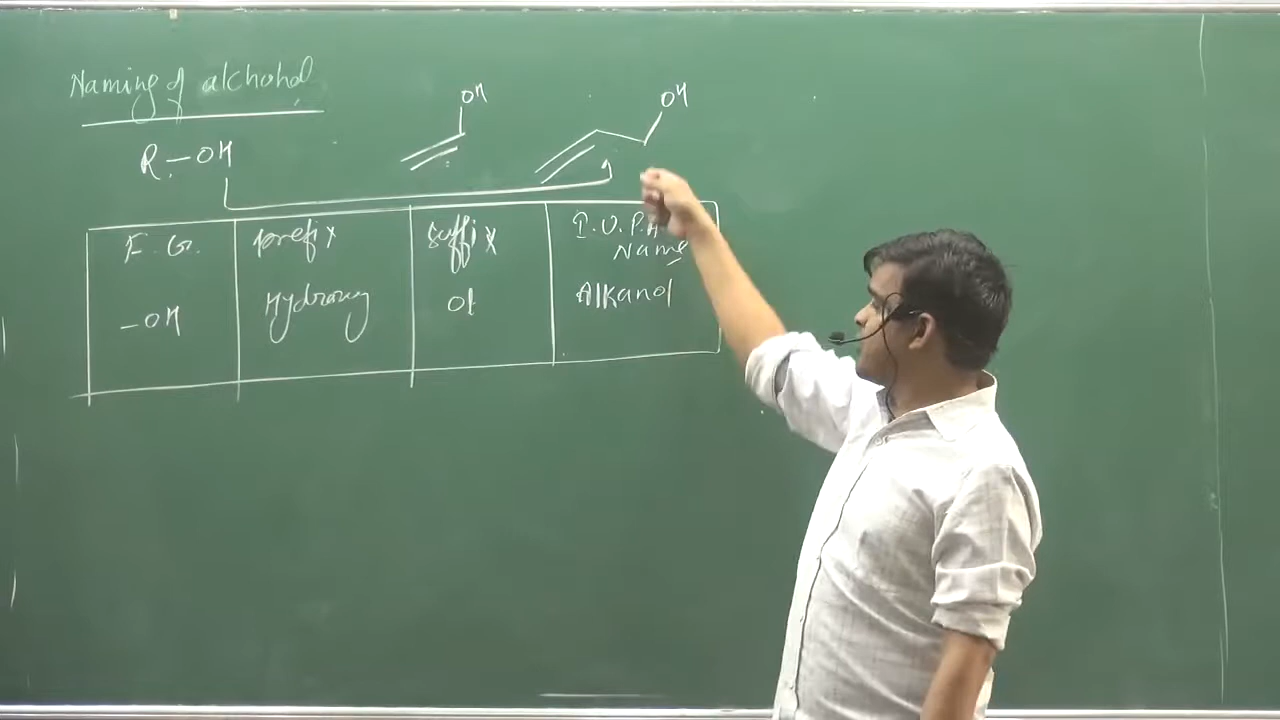 Naming of alchohol
R-OH
OH
OH
F.G. prefix suffix I.U.P.A
Name
-OH Hydroxy ol Alkanol